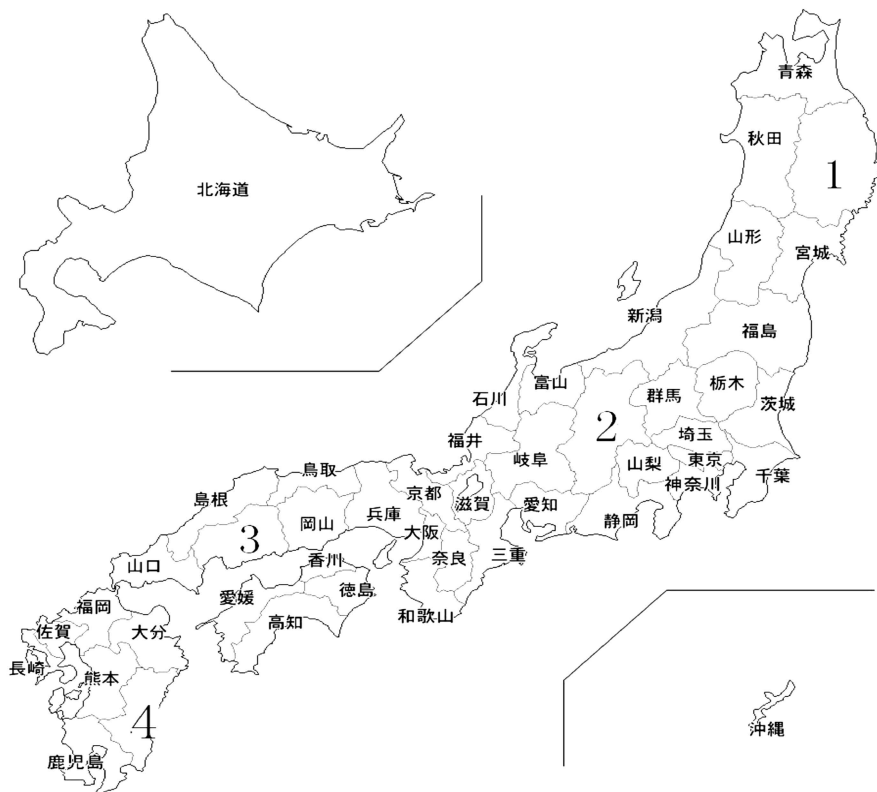 青森
秋田
1
北海道
山形
宮城
新潟
福島
富山
石川
群馬
栃木
茨城
福井
2
埼玉
岐阜
山梨
東京
千葉
神奈川
鳥取
京都
滋賀
愛知
静岡
島根
岡山
兵庫
大阪
3
奈良
三重
山口
香川
愛媛
徳島
和歌山
高知
福岡
佐賀
大分
長崎
熊本
4
鹿児島
沖縄